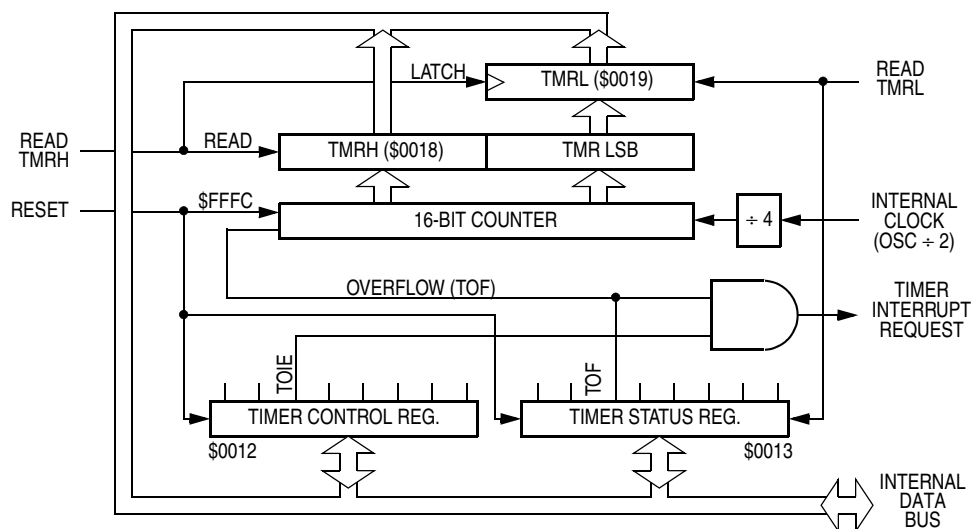 LATCH
TMRL ($0019)
READ
TMRL
READ
TMRH
READ
TMRH ($0018)
TMR LSB
RESET
$FFFC
16-BIT COUNTER
÷ 4
INTERNAL
CLOCK
(OSC ÷ 2)
OVERFLOW (TOF)
TIMER
INTERRUPT
REQUEST
TOIE
TOF
TIMER CONTROL REG.
TIMER STATUS REG.
$0012
$0013
INTERNAL
DATA
BUS